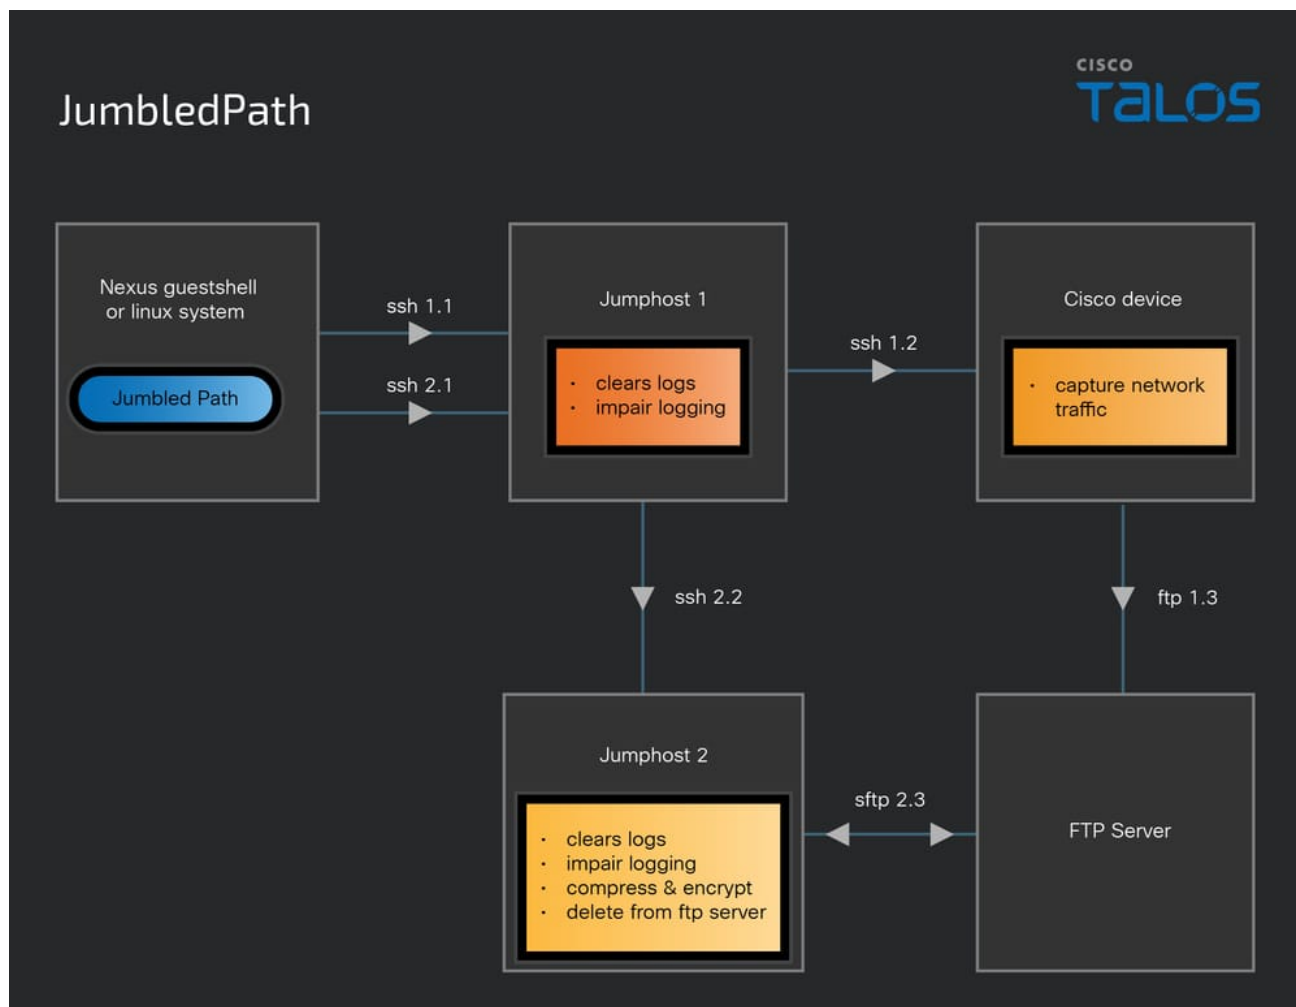 CISCO
TALOS
JumbledPath
Nexus guestshell
or linux system
Jumbled Path
ssh 1.1
ssh 2.1
Jumphost 1
· clears logs
· impair logging
ssh 1.2
Cisco device
· capture network
traffic
ssh 2.2
ftp 1.3
Jumphost 2
· clears logs
· impair logging
· compress & encrypt
· delete from ftp server
sftp 2.3
FTP Server